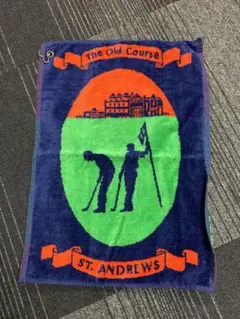 The Old Course
ST. ANDREWS